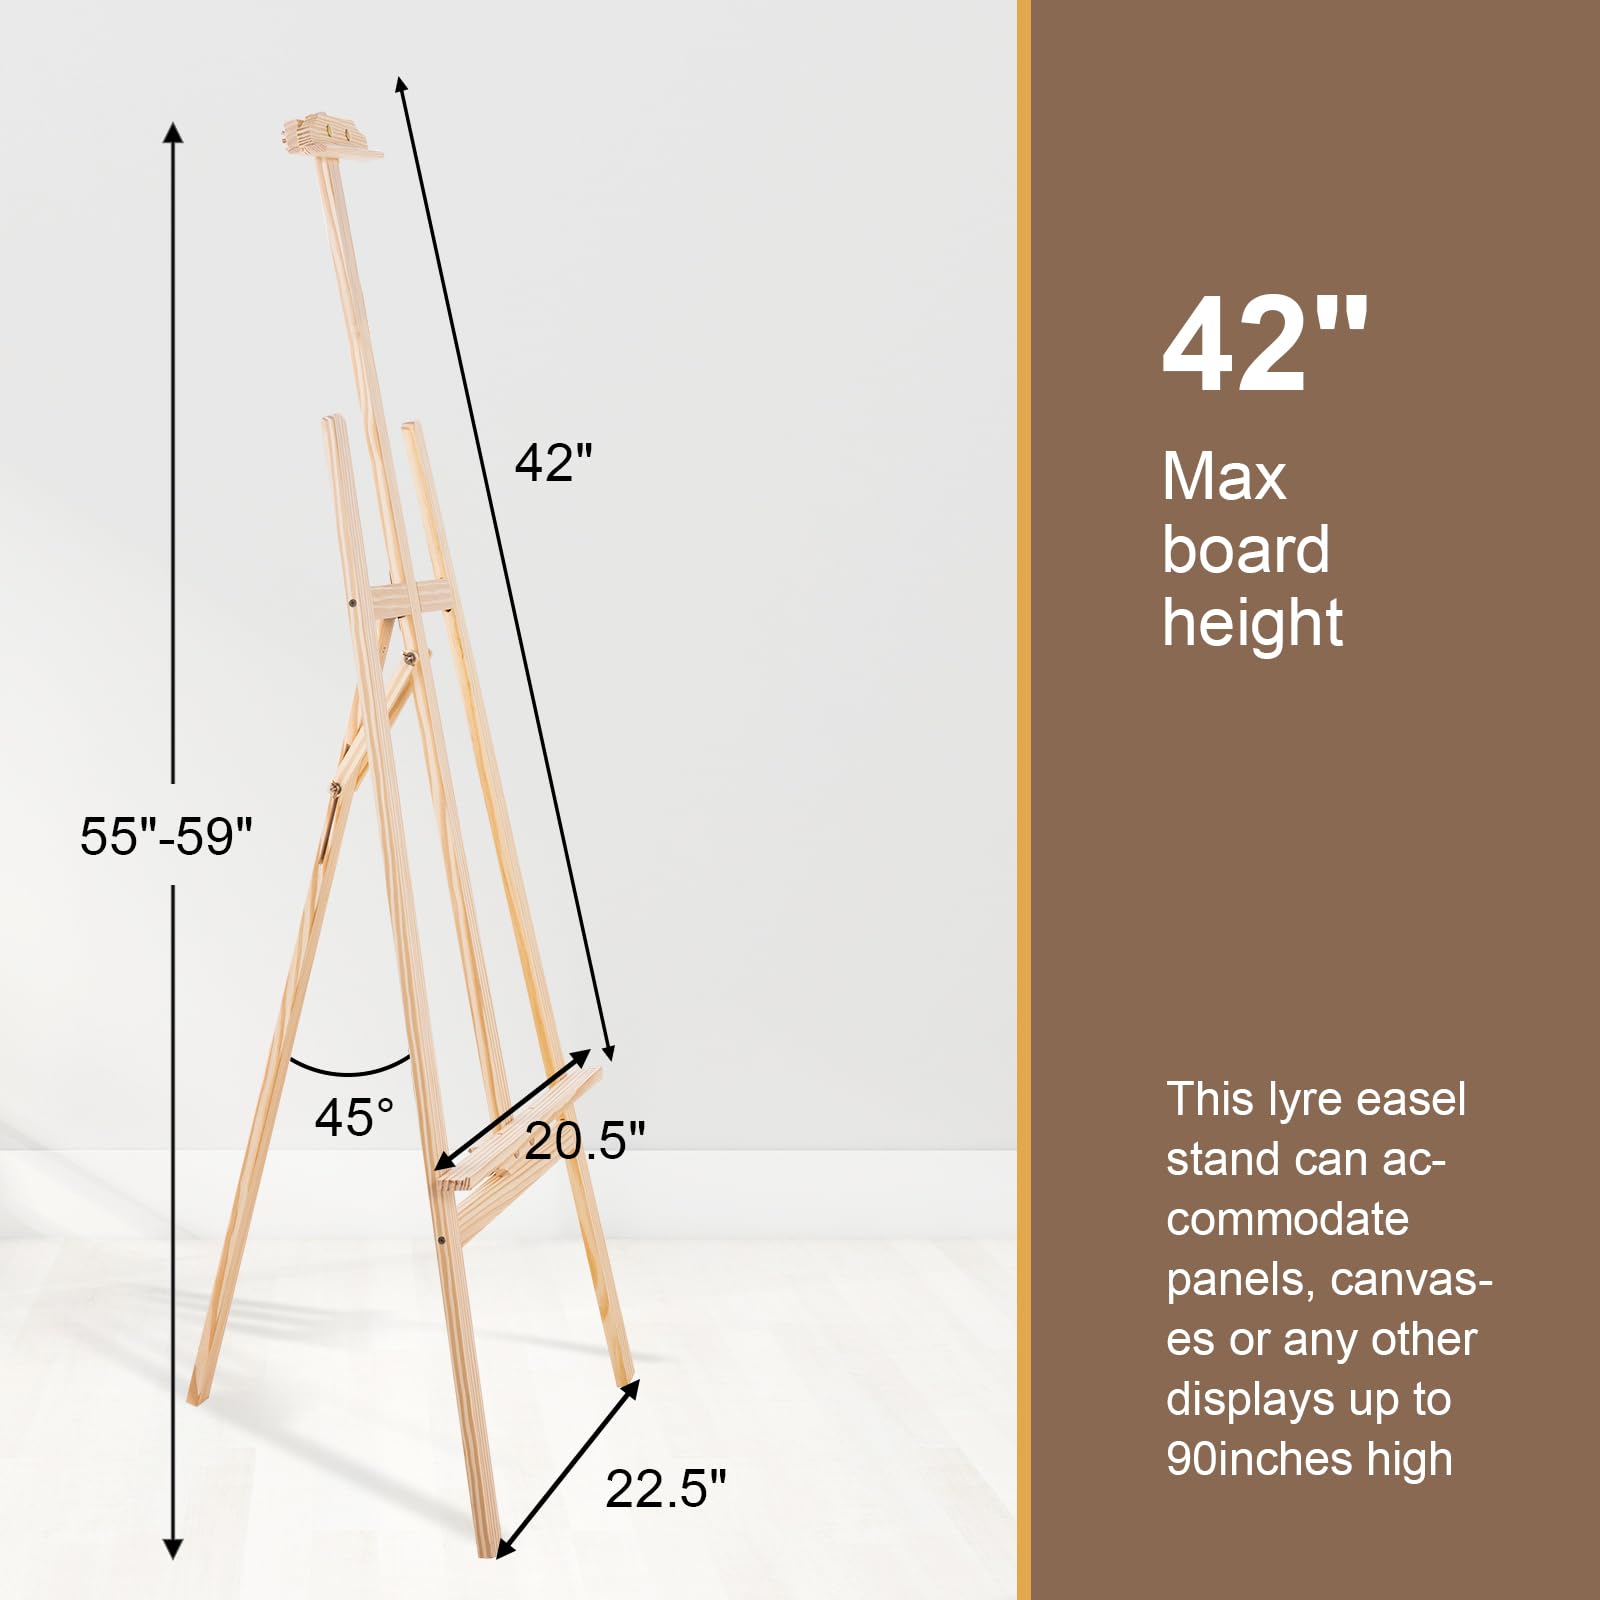 42"
55"-59"
45°
20.5"
22.5"
42"
Max
board
height
This lyre easel
stand can ac-
commodate
panels, canvas-
es or any other
displays up to
90inches high